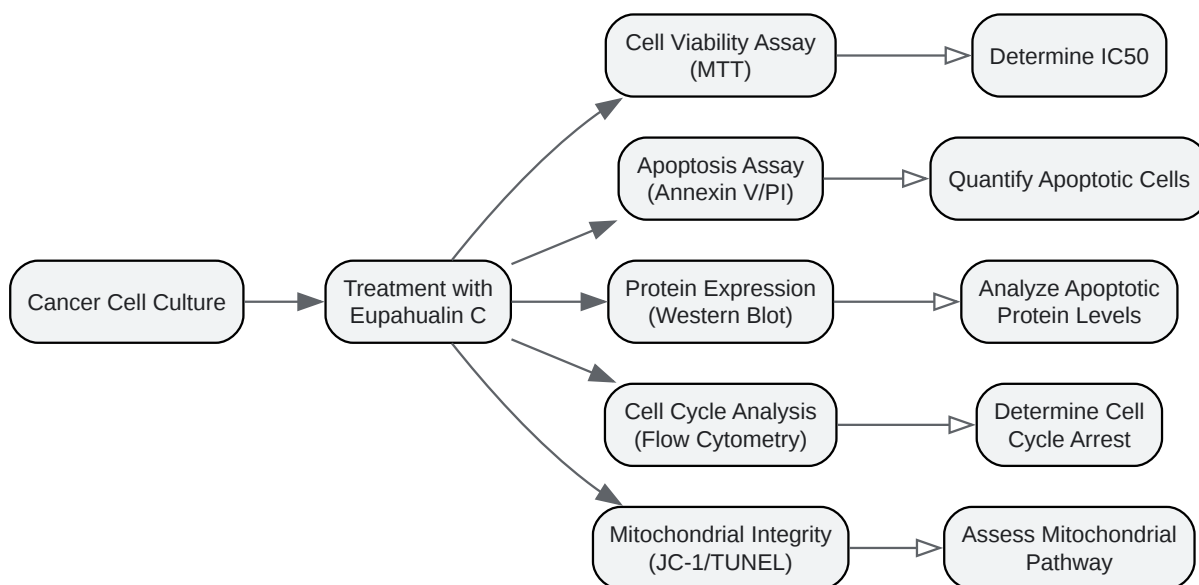 Cell Viability Assay
(MTT)
Determine IC50
Apoptosis Assay
(Annexin V/PI)
Quantify Apoptotic Cells
Cancer Cell Culture
Treatment with
Eupahualin C
Protein Expression
(Western Blot)
Analyze Apoptotic
Protein Levels
Cell Cycle Analysis
(Flow Cytometry)
Determine Cell
Cycle Arrest
Mitochondrial Integrity
(JC-1/TUNEL)
Assess Mitochondrial
Pathway